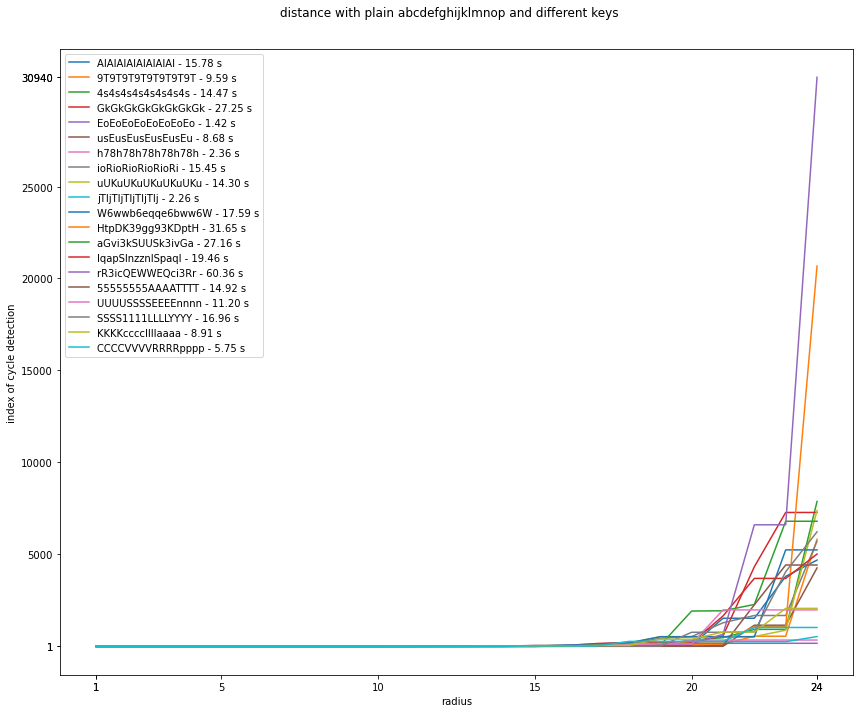 distance with plain abcdefghijklmnop and different keys
30940
25000
20000
15000
10000
5000
1
index of cycle detection
AIAIAIAIAIAIAIAI - 15.78 s
9T9T9T9T9T9T9T9T - 9.59 s
4s4s4s4s4s4s4s4s - 14.47 s
GkGkGkGkGkGkGkGk - 27.25 s
EoEoEoEoEoEoEoEo - 1.42 s
usEusEusEusEusEu - 8.68 s
h78h78h78h78h78h - 2.36 s
ioRioRioRioRioRi - 15.45 s
uUKuUKuUKuUKuUKu - 14.30 s
jTljTljTljTljTlj - 2.26 s
W6wwb6eqqe6bww6W - 17.59 s
HtpDK39gg93KDptH - 31.65 s
aGvi3kSUUSk3ivGa - 27.16 s
IqapSlnzznlSpaqI - 19.46 s
rR3icQEWWEQci3Rr - 60.36 s
55555555AAAATTTT - 14.92 s
UUUUSSSSEEEEnnnn - 11.20 s
SSSS1111LLLLYYYY - 16.96 s
KKKKccccllllaaaa - 8.91 s
CCCCVVVVRRRRpppp - 5.75 s
1 5 10 15 20 24
radius